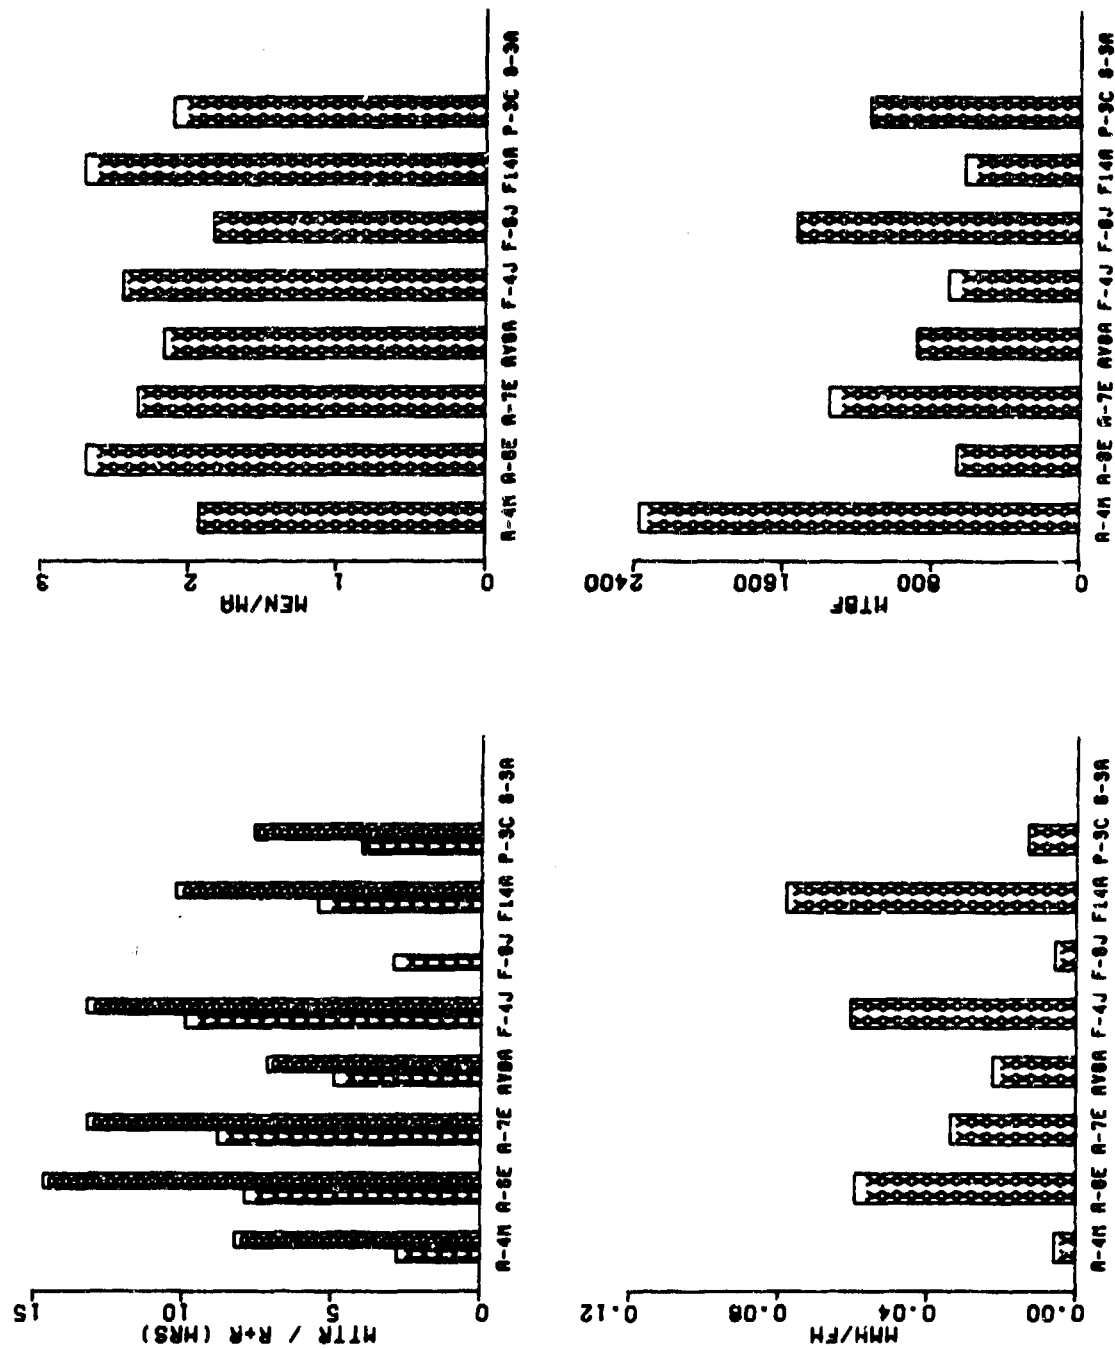 MTTR / R+R (HRS)
15
10
5
0
A-4M A-6E A-7E AV8A F-4J F-8J F14A P-3C S-3A
MEN/MA
3
2
1
0
A-4M A-6E A-7E AV8A F-4J F-8J F14A P-3C S-3A
MMH/FH
0.12
0.08
0.04
0.00
A-4M A-6E A-7E AV8A F-4J F-8J F14A P-3C S-3A
MTBF
2400
1600
800
0
A-4M A-6E A-7E AV8A F-4J F-8J F14A P-3C S-3A